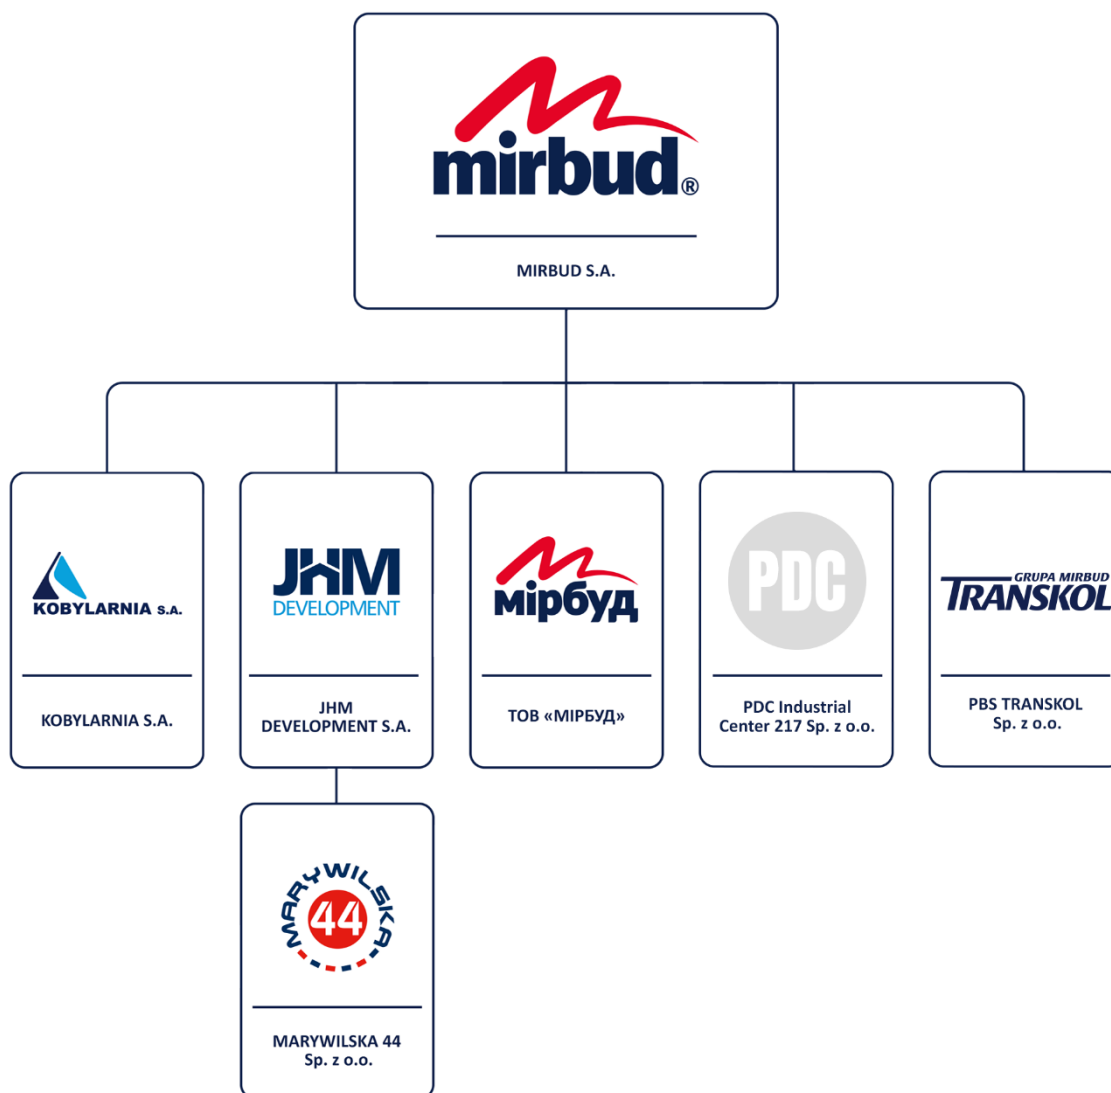 mirbud®
MIRBUD S.A.
KOBYLARNIA S.A.
KOBYLARNIA S.A.
JHM
DEVELOPMENT
JHM
DEVELOPMENT S.A.
мірбуд
ТОВ «МІРБУД»
PDC
PDC Industrial
Center 217 Sp. z o.o.
GRUPA MIRBUD
TRANSKOL
PBS TRANSKOL
Sp. z o.o.
MARYWILSKA
44
MARYWILSKA 44
Sp. z o.o.